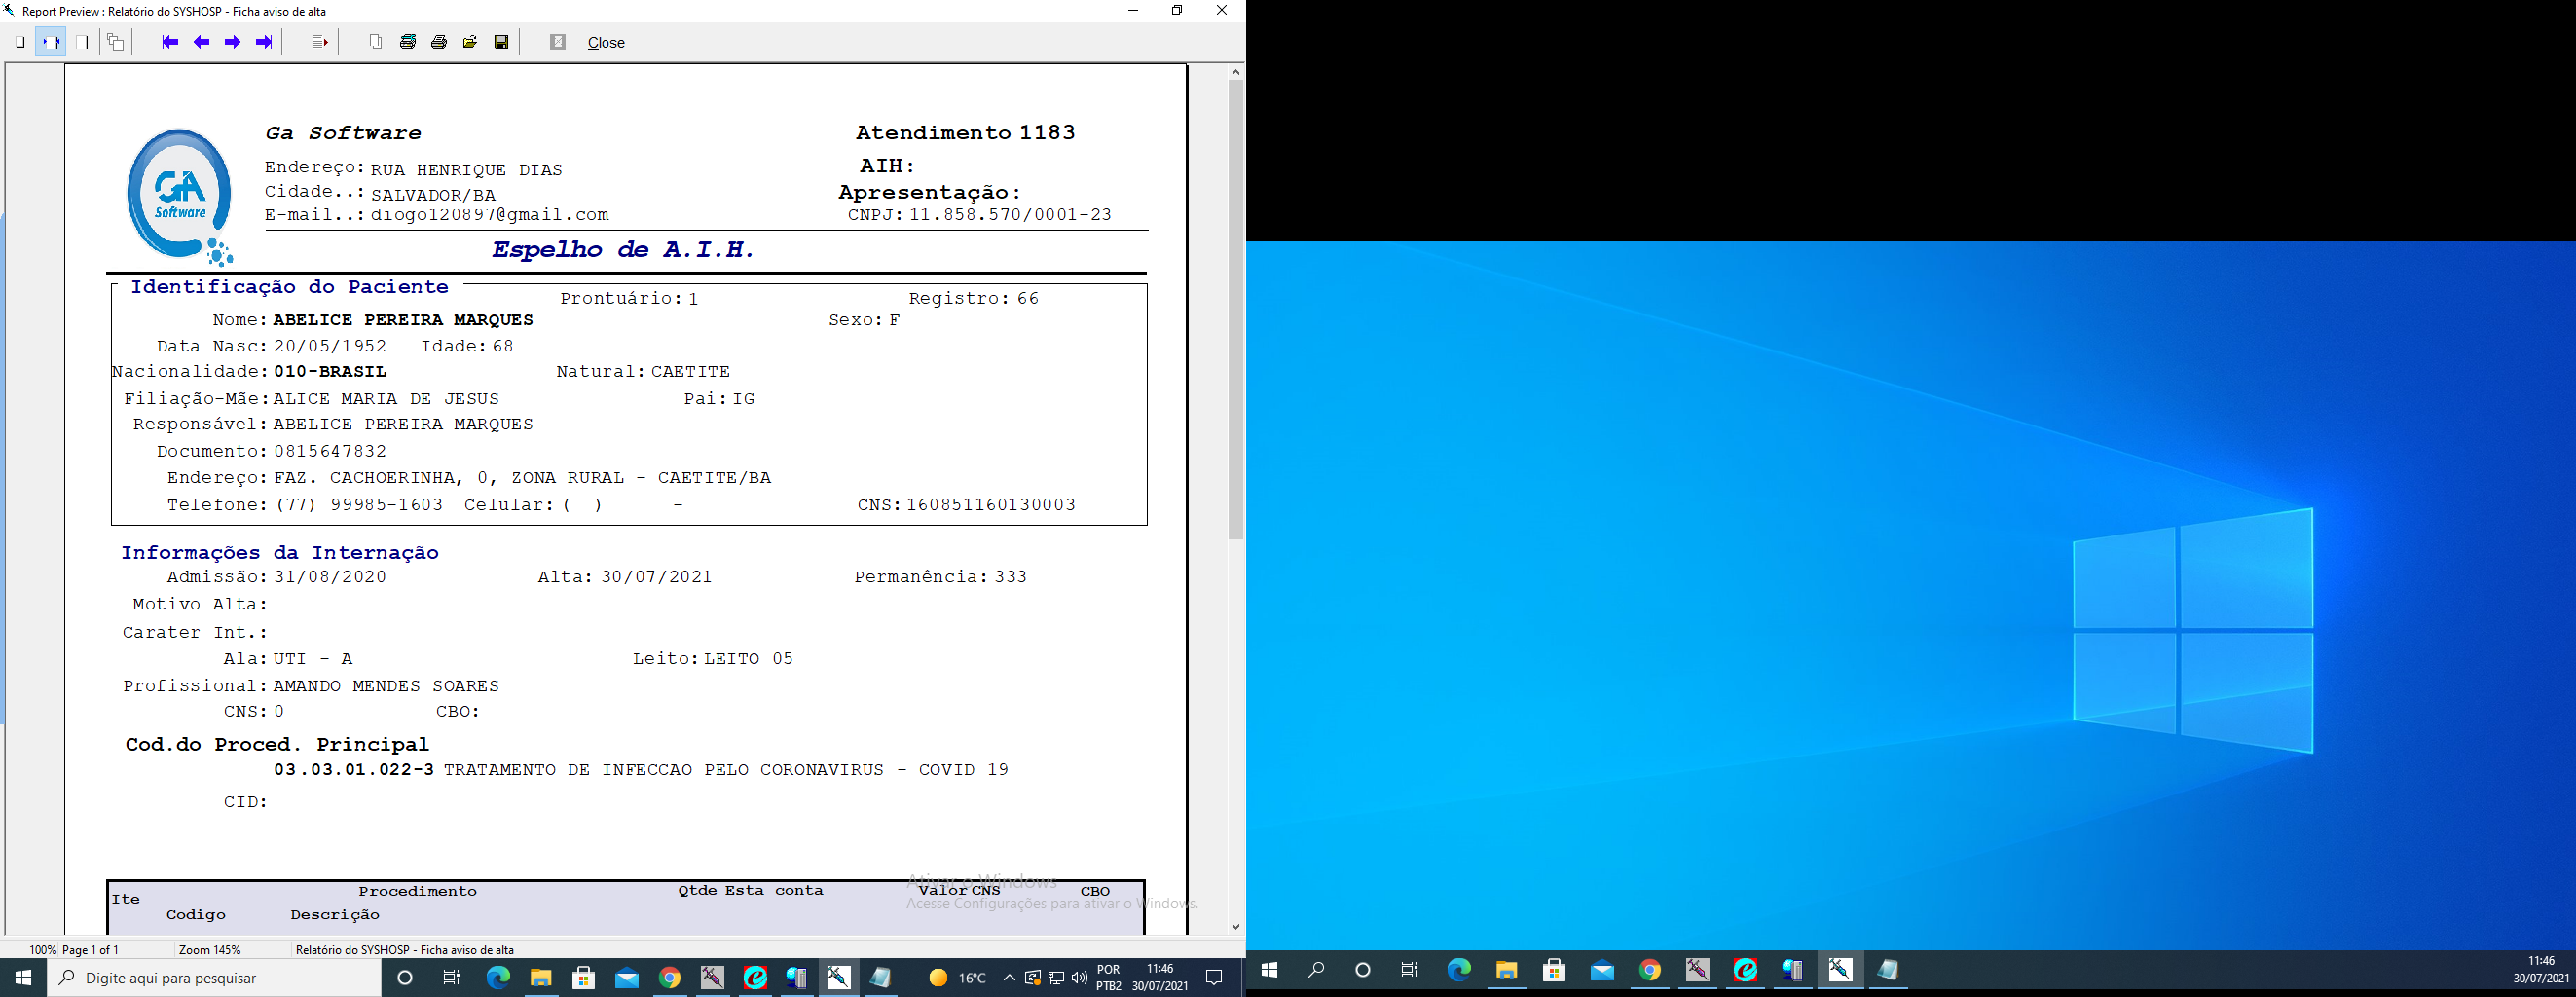 Report Preview : Relatório do SYSHOSP - Ficha aviso de alta
Close
Ga Software
Atendimento 1183
Endereço: RUA HENRIQUE DIAS
AIH:
Cidade..: SALVADOR/BA
Apresentação:
E-mail..: diogo120897@gmail.com
CNPJ: 11.858.570/0001-23
GA
Software
Espelho de A.I.H.
Identificação do Paciente
Prontuário: 1
Registro: 66
Nome: ABELICE PEREIRA MARQUES
Sexo: F
Data Nasc: 20/05/1952 Idade: 68
Nacionalidade: 010-BRASIL
Natural: CAETITE
Filiação-Mãe: ALICE MARIA DE JESUS
Pai: IG
Responsável: ABELICE PEREIRA MARQUES
Documento: 0815647832
Endereço: FAZ. CACHOERINHA, 0, ZONA RURAL - CAETITE/BA
Telefone: (77) 99985-1603 Celular: ( ) -
CNS: 160851160130003
Informações da Internação
Admissão: 31/08/2020
Alta: 30/07/2021
Permanência: 333
Motivo Alta:
Carater Int.:
Ala: UTI - A
Leito: LEITO 05
Profissional: AMANDO MENDES SOARES
CNS: 0
CBO:
Cod.do Proced. Principal
03.03.01.022-3 TRATAMENTO DE INFECCAO PELO CORONAVIRUS - COVID 19
CID:
Ite
Procedimento
Qtde Esta conta
Valor CNS
CBO
Codigo
Descrição
Ativar o Windows
Acesse Configurações para ativar o Windows.
100% Page 1 of 1
Zoom 145%
Relatório do SYSHOSP - Ficha aviso de alta
Digite aqui para pesquisar
16°C
POR
PTB2
11:46
30/07/2021
11:46
30/07/2021